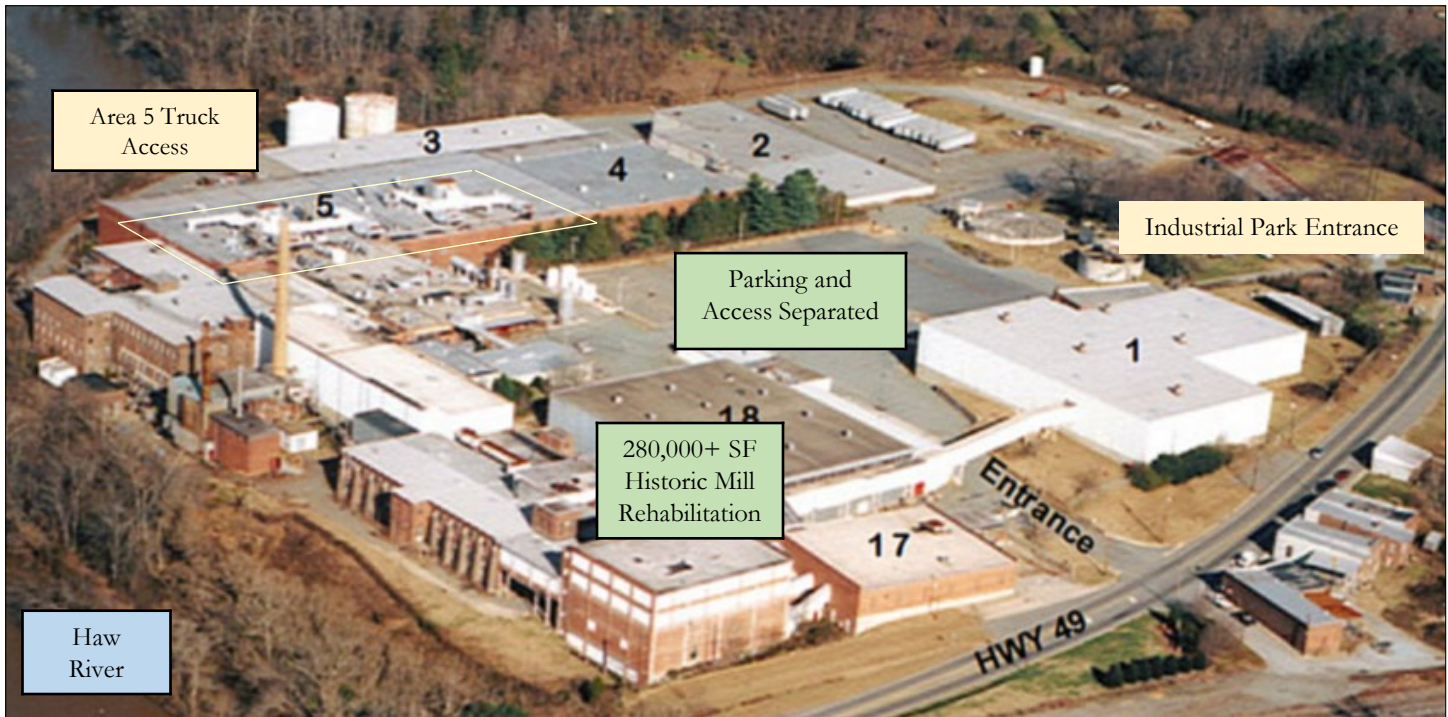 Area 5 Truck
Access
3
2
4
5
Industrial Park Entrance
Parking and
Access Separated
1
18
280,000+ SF
Historic Mill
Rehabilitation
Entrance
17
HWY 49
Haw
River